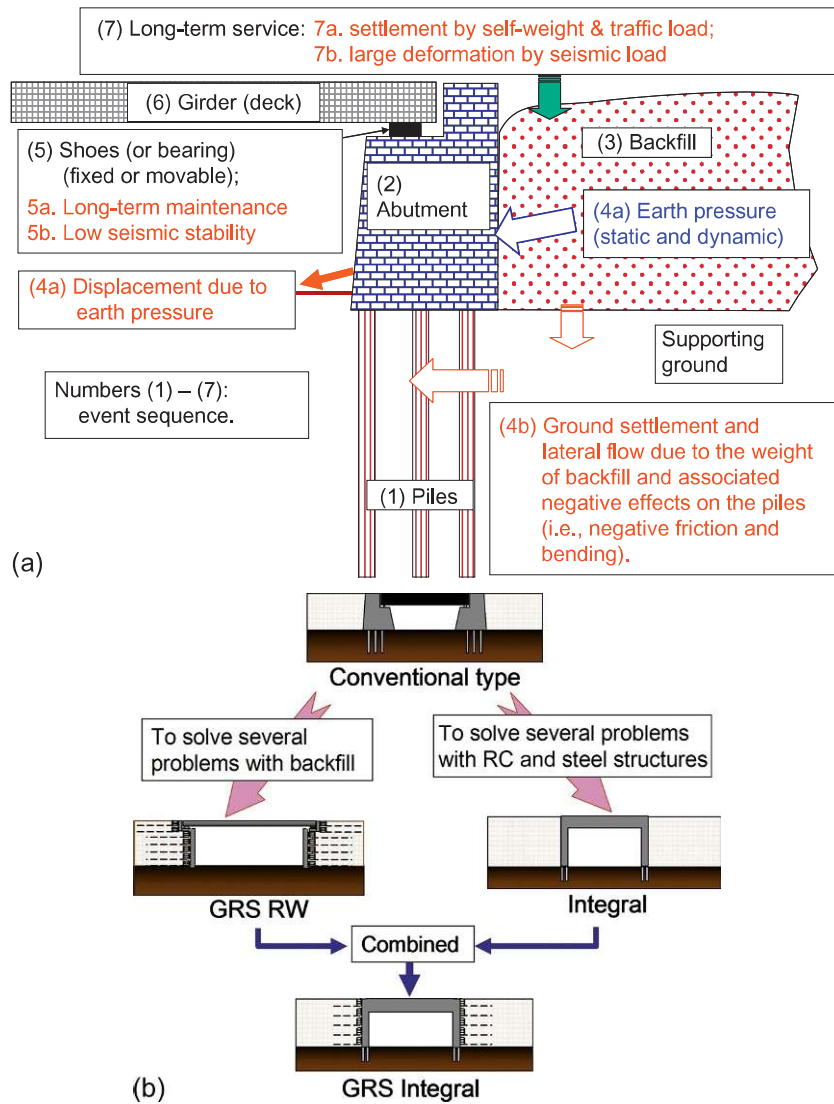 (7) Long-term service: 7a. settlement by self-weight & traffic load;
7b. large deformation by seismic load
(6) Girder (deck)
(5) Shoes (or bearing)
(fixed or movable);
5a. Long-term maintenance
5b. Low seismic stability
(2)
Abutment
(3) Backfill
(4a) Earth pressure
(static and dynamic)
(4a) Displacement due to
earth pressure
Supporting
ground
Numbers (1) – (7):
event sequence.
(4b) Ground settlement and
lateral flow due to the weight
of backfill and associated
negative effects on the piles
(i.e., negative friction and
bending).
(1) Piles
(a)
Conventional type
To solve several
problems with backfill
To solve several problems
with RC and steel structures
GRS RW
Integral
Combined
GRS Integral
(b)